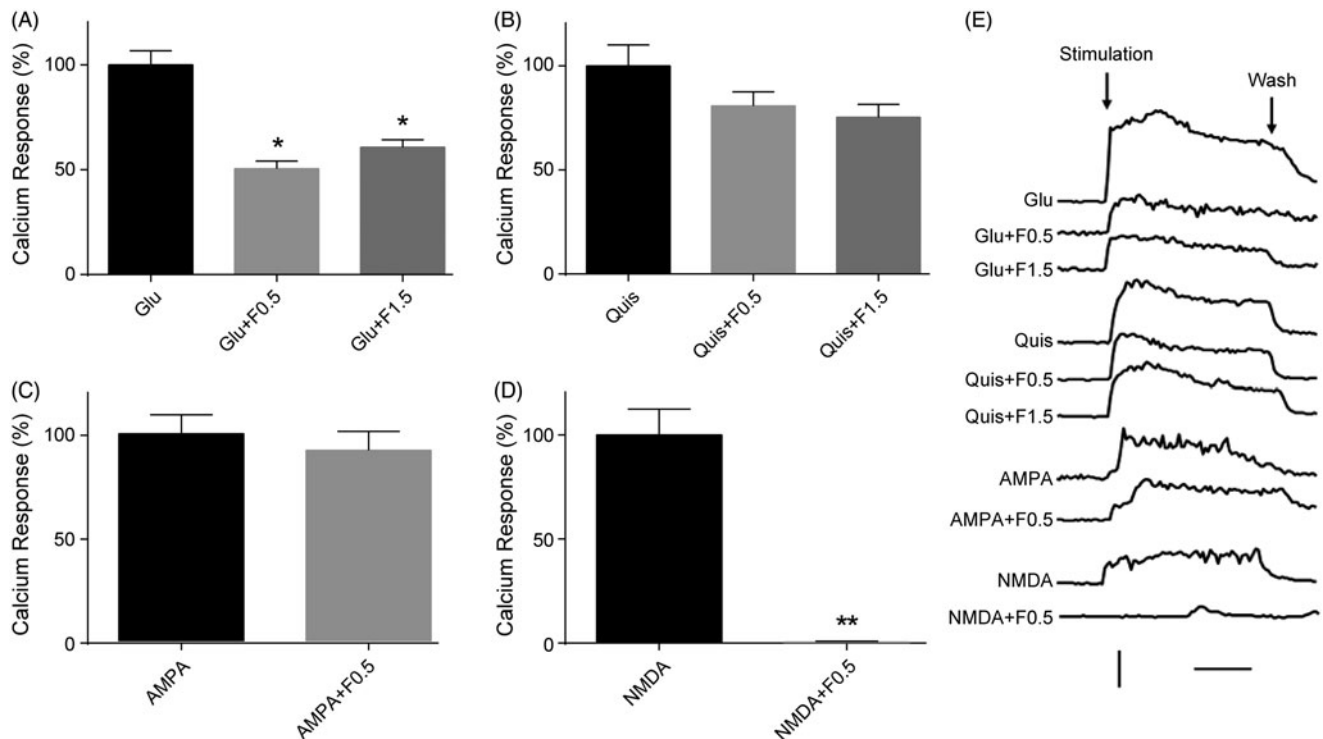 (A)
Calcium Response (%)
100
50
0
*
*
Glu
Glu+F0.5
Glu+F1.5
(B)
Calcium Response (%)
100
50
0
Quis
Quis+F0.5
Quis+F1.5
(C)
Calcium Response (%)
100
50
0
AMPA
AMPA+F0.5
(D)
Calcium Response (%)
100
50
0
**
NMDA
NMDA+F0.5
(E)
Stimulation
Wash
Glu
Glu+F0.5
Glu+F1.5
Quis
Quis+F0.5
Quis+F1.5
AMPA
AMPA+F0.5
NMDA
NMDA+F0.5